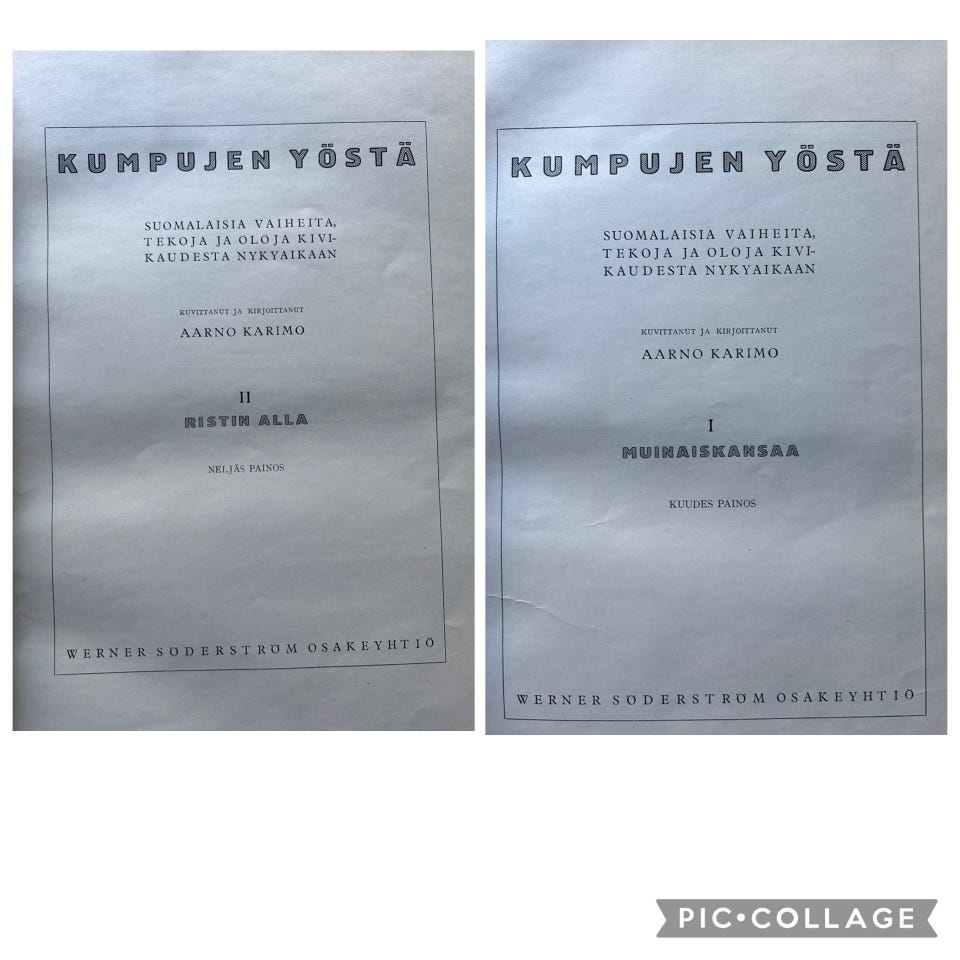 KUMPUJEN YÖSTÄ
SUOMALAISIA VAIHEITA,
TEKOJA JA OLOJA KIVI-
KAUDESTA NYKYAIKAAN
KUVITTANUT JA KIRJOITTANUT
AARNO KARIMO
II
RISTIN ALLA
NELJÄS PAINOS
WERNER SÖDERSTRÖM OSAKEYHTIÖ
KUMPUJEN YÖSTÄ
SUOMALAISIA VAIHEITA,
TEKOJA JA OLOJA KIVI-
KAUDESTA NYKYAIKAAN
KUVITTANUT JA KIRJOITTANUT
AARNO KARIMO
I
MUINAISKANSAA
KUUDES PAINOS
WERNER SÖDERSTRÖM OSAKEYHTIÖ
PIC•COLLAGE